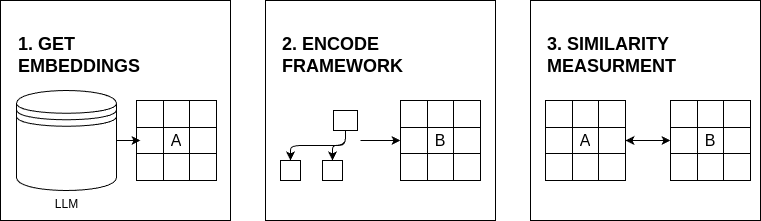 1. GET
EMBEDDINGS
A
LLM
2. ENCODE
FRAMEWORK
B
3. SIMILARITY
MEASURMENT
A
B